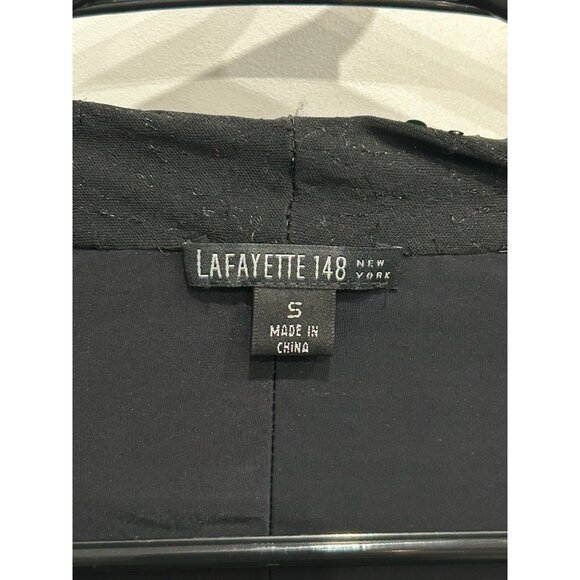 LAFAYETTE 148 NEW YORK
S
MADE IN
CHINA